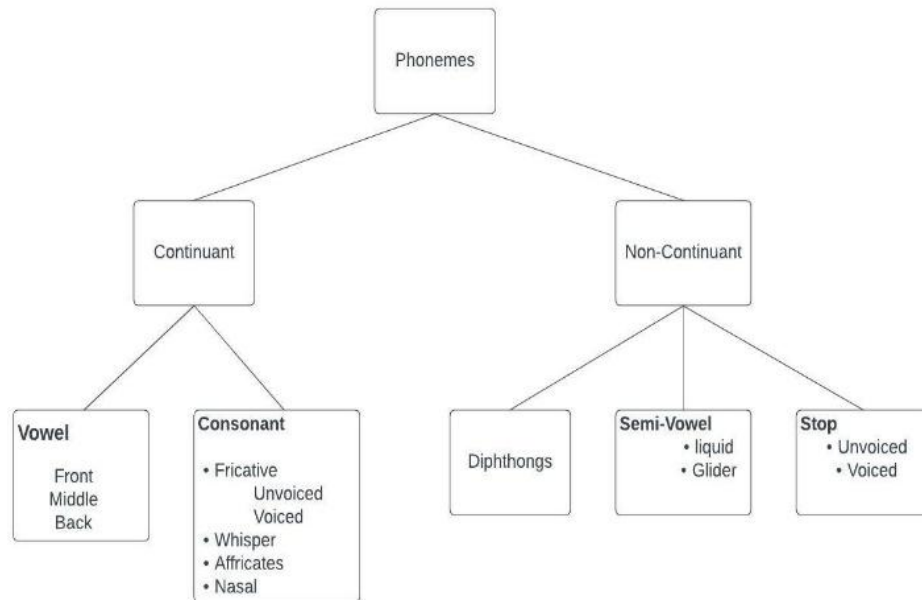 Phonemes
Continuant
Non-Continuant
Vowel
Front
Middle
Back
Consonant
• Fricative
Unvoiced
Voiced
• Whisper
• Affricates
• Nasal
Diphthongs
Semi-Vowel
• liquid
• Glider
Stop
• Unvoiced
• Voiced